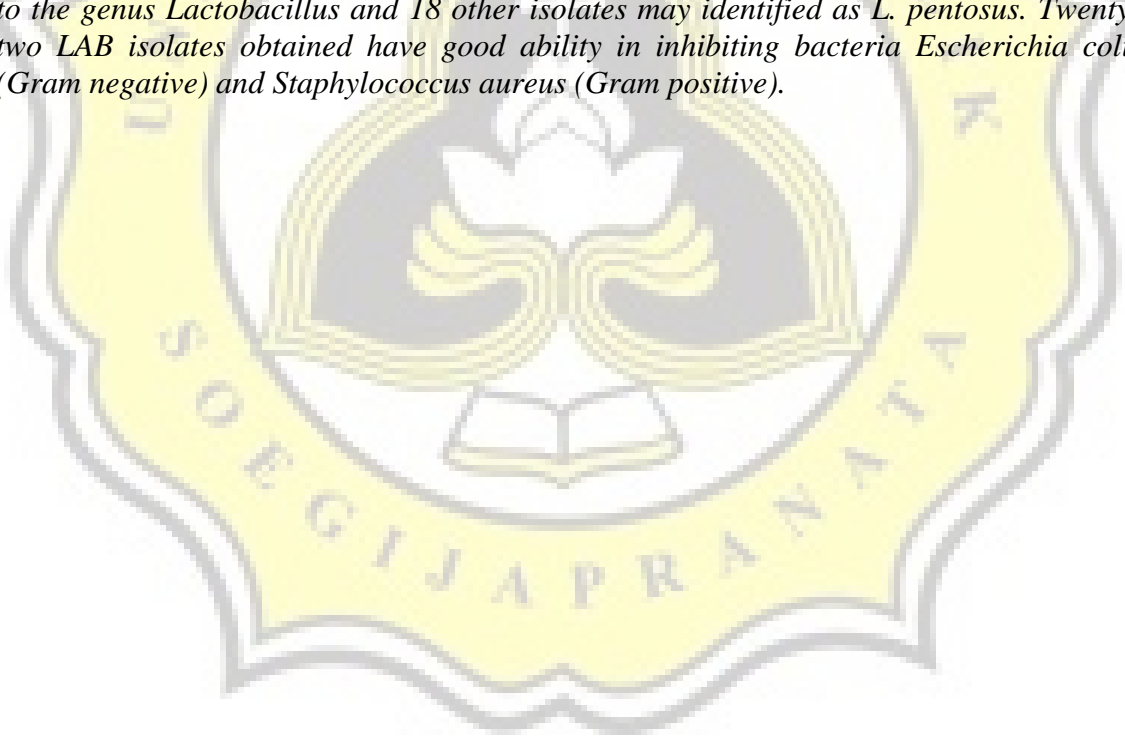 to the genus Lactobacillus and 18 other isolates may identified as L. pentosus. Twenty
two LAB isolates obtained have good ability in inhibiting bacteria Escherichia coli
(Gram negative) and Staphylococcus aureus (Gram positive).
K
SOEGIJAPRANATA